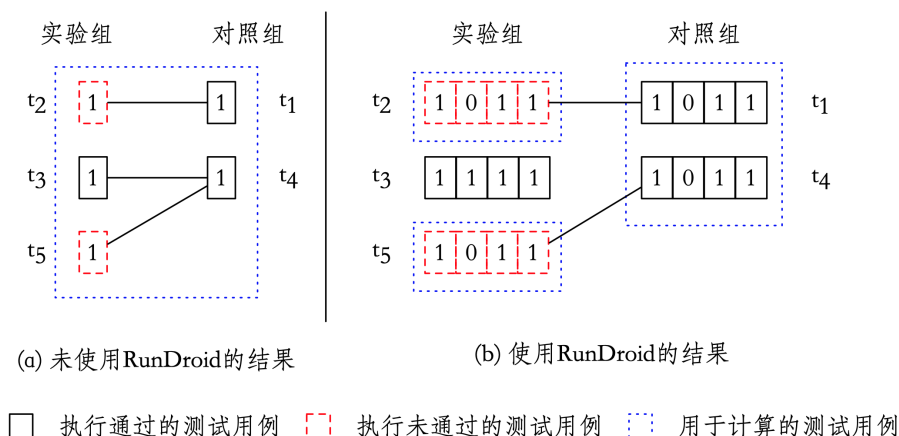 实验组 对照组 实验组 对照组
t2 1 1 t1 t2 1 0 1 1 1 0 1 1 t1
t3 1 1 t4 t3 1 1 1 1 1 0 1 1 t4
t5 1 t5 1 0 1 1
(a) 未使用RunDroid的结果 (b) 使用RunDroid的结果
执行通过的测试用例 执行未通过的测试用例 用于计算的测试用例